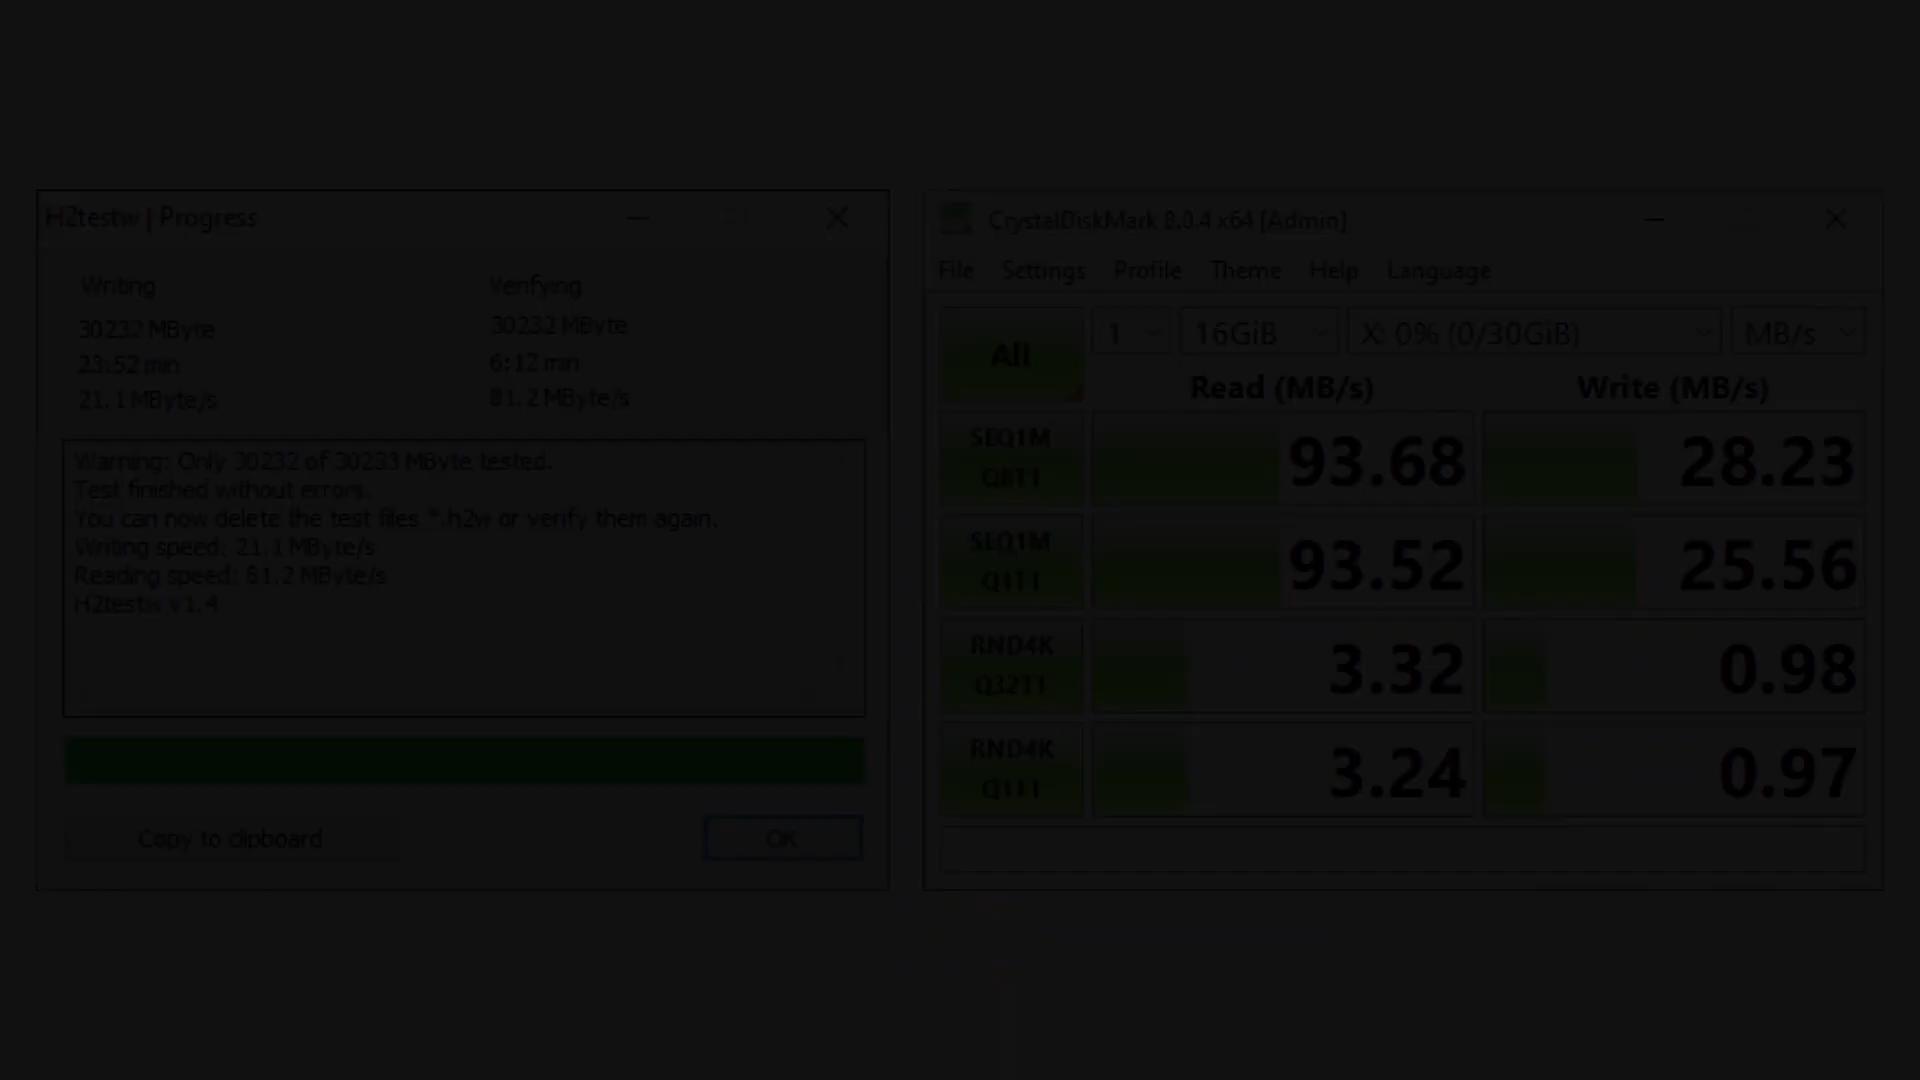 H2testw | Progress
Writing
Verifying
30232 MByte
30232 MByte
23:52 min
6:12 min
21.1 MByte/s
81.2 MByte/s
Warning: Only 30232 of 30233 MByte tested.
Test finished without errors.
You can now delete the test files *.h2w or verify them again.
Writing speed: 21.1 MByte/s
Reading speed: 81.2 MByte/s
H2testw v1.4
Copy to clipboard
OK
CrystalDiskMark 8.0.4 x64 [Admin]
File Settings Profile Theme Help Language
All
1
16GiB
X: 0% (0/30GiB)
MB/s
Read (MB/s)
Write (MB/s)
SEQ1M
Q8T1
93.68
28.23
SEQ1M
Q1T1
93.52
25.56
RND4K
Q32T1
3.32
0.98
RND4K
Q1T1
3.24
0.97